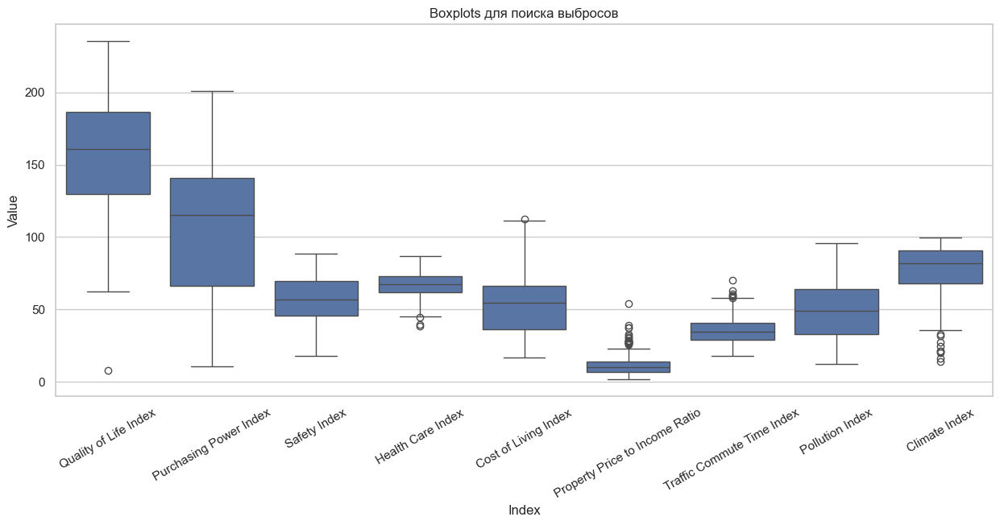 Boxplots для поиска выбросов
Value
200
150
100
50
0
Quality of Life Index
Purchasing Power Index
Safety Index
Health Care Index
Cost of Living Index
Property Price to Income Ratio
Traffic Commute Time Index
Pollution Index
Climate Index
Index